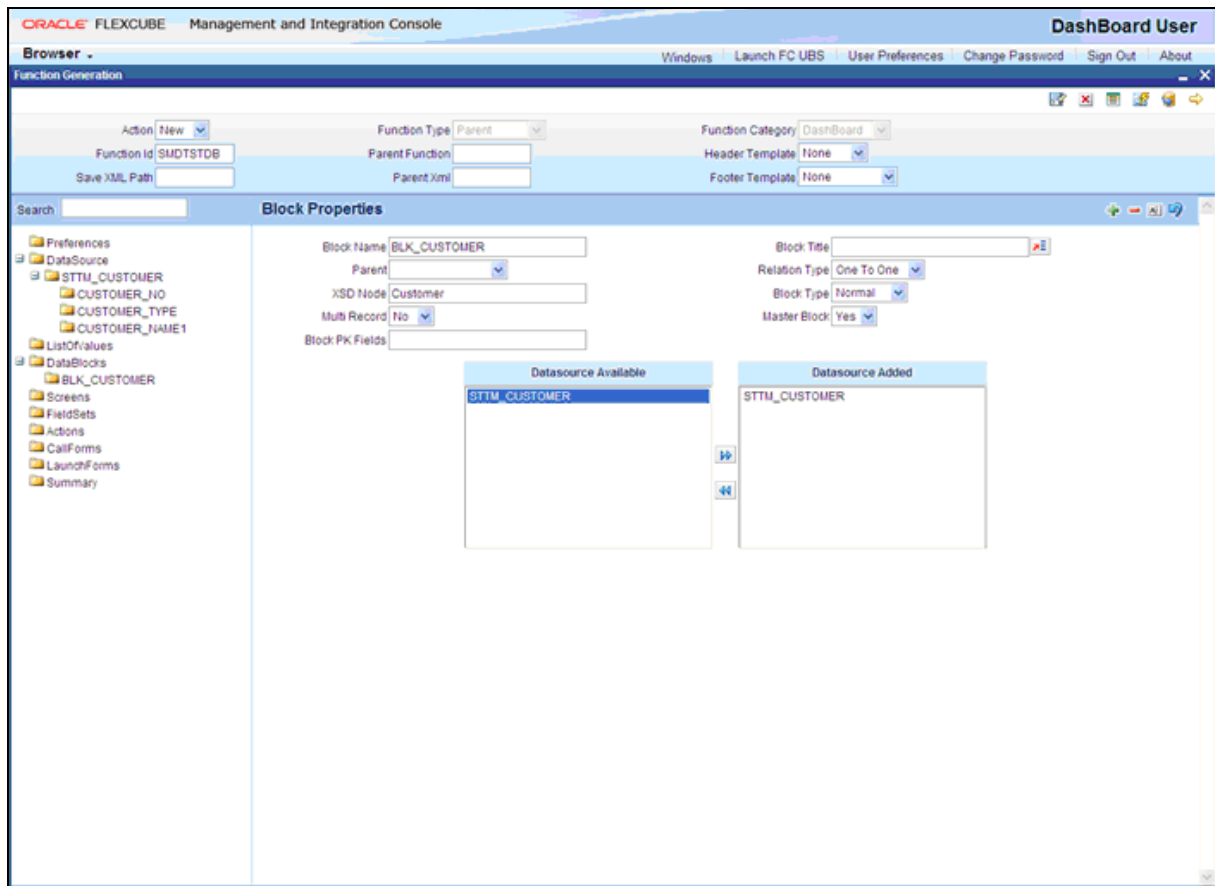 ORACLE FLEXCUBE Management and Integration Console DashBoard User
Browser Windows Launch FC UBS User Preferences Change Password Sign Out About
Function Generation
Action New Function Type Parent Function Category DashBoard
Function Id SMDTSTDB Parent Function Header Template None
Save XML Path Parent Xml Footer Template None
Search Block Properties
Preferences
DataSource
STTM_CUSTOMER
CUSTOMER_NO
CUSTOMER_TYPE
CUSTOMER_NAME1
ListOfValues
DataBlocks
BLK_CUSTOMER
Screens
FieldSets
Actions
CallForms
LaunchForms
Summary
Block Name BLK_CUSTOMER Block Title
Parent Relation Type One To One
XSD Node Customer Block Type Normal
Multi Record No Master Block Yes
Block PK Fields
Datasource Available Datasource Added
STTM_CUSTOMER STTM_CUSTOMER